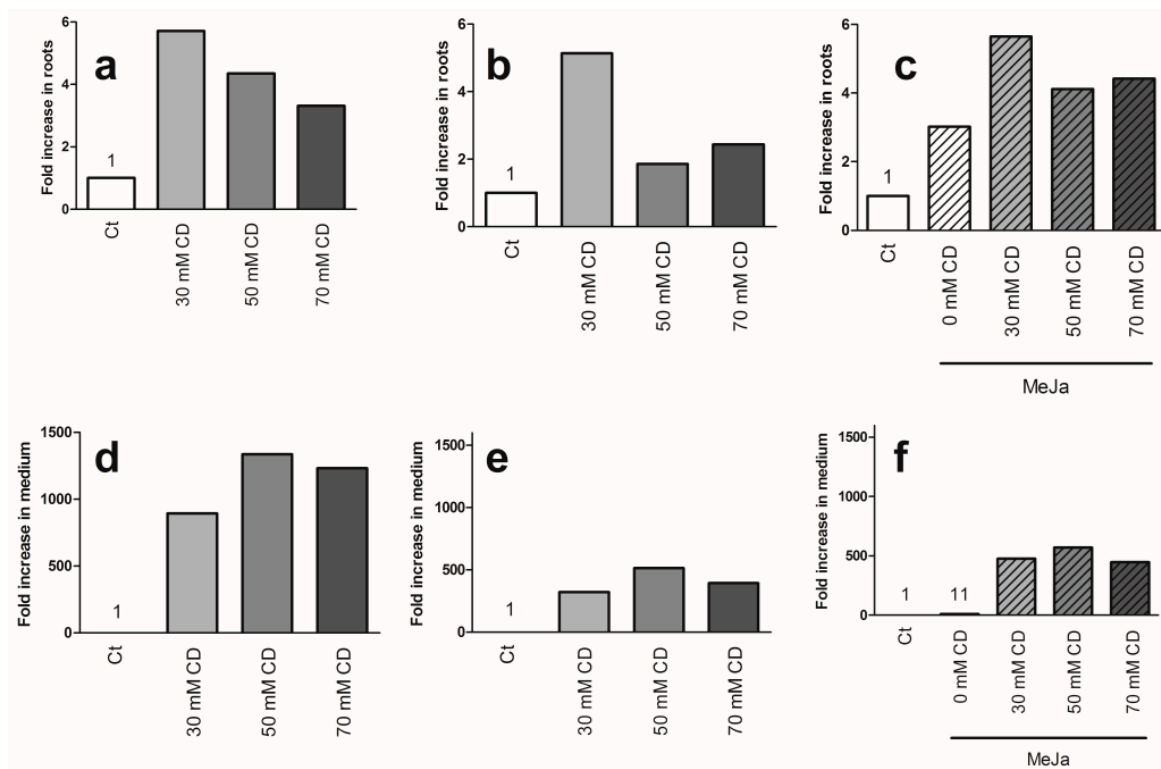 a
Fold increase in roots
6
4
2
0
1
Ct
30 mM CD
50 mM CD
70 mM CD
b
Fold increase in roots
6
4
2
0
1
Ct
30 mM CD
50 mM CD
70 mM CD
c
Fold increase in roots
6
4
2
0
1
Ct
0 mM CD
30 mM CD
50 mM CD
70 mM CD
MeJa
d
Fold increase in medium
1500
1000
500
0
1
Ct
30 mM CD
50 mM CD
70 mM CD
e
Fold increase in medium
1500
1000
500
0
1
Ct
30 mM CD
50 mM CD
70 mM CD
f
Fold increase in medium
1500
1000
500
0
1
11
Ct
0 mM CD
30 mM CD
50 mM CD
70 mM CD
MeJa